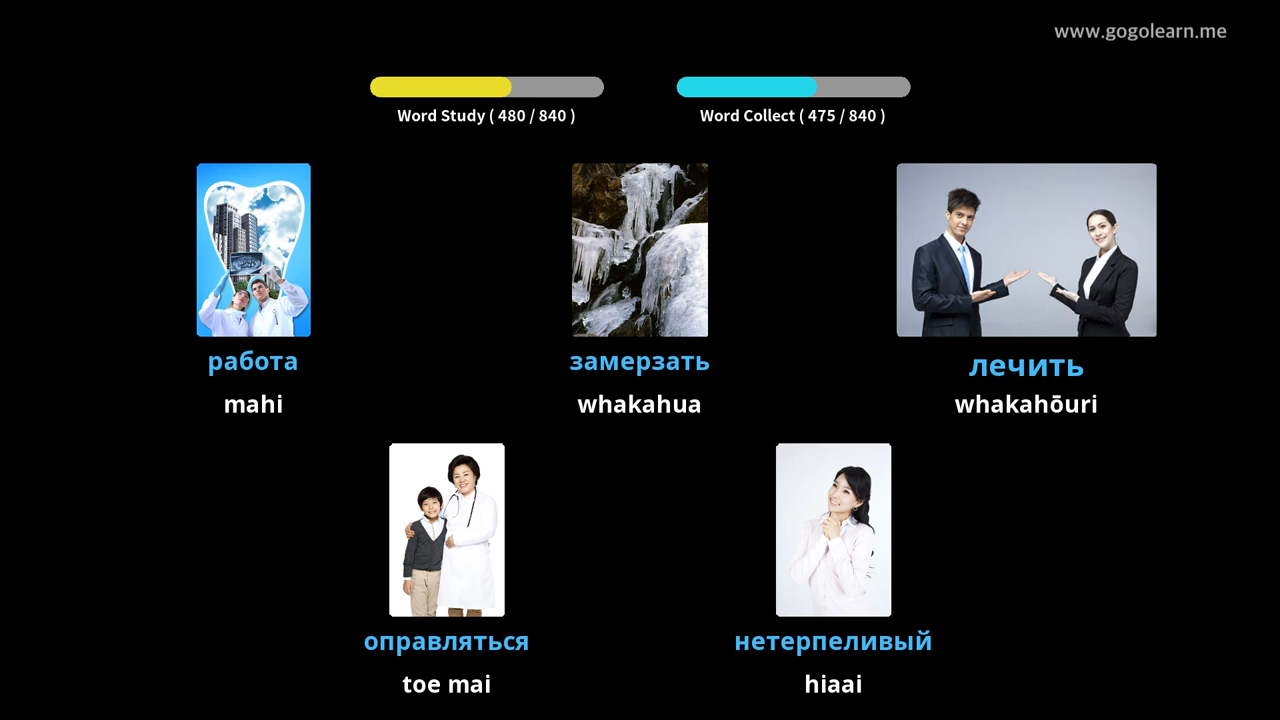 www.gogolearn.me
Word Study ( 480 / 840 )
Word Collect ( 475 / 840 )
работа
замерзать
лечить
mahi
whakahua
whakahōuri
оправляться
нетерпеливый
toe mai
hiaai